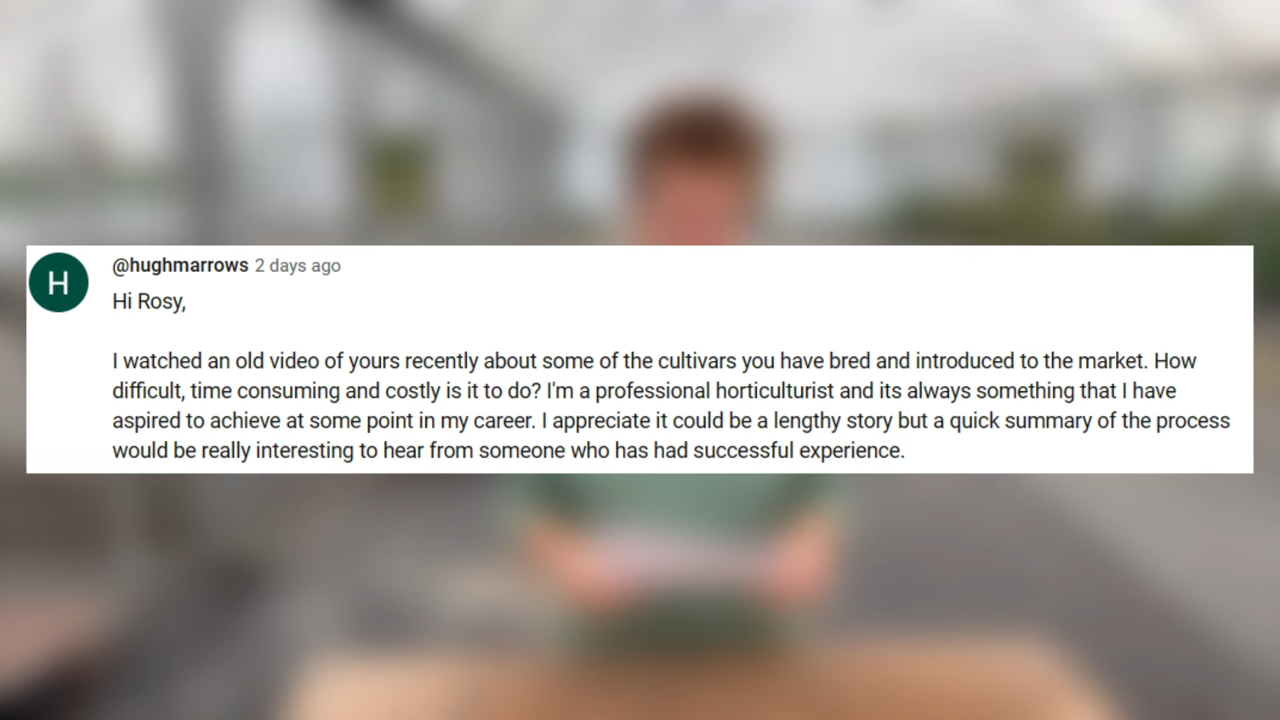 H
@hughmarrows 2 days ago
Hi Rosy,
I watched an old video of yours recently about some of the cultivars you have bred and introduced to the market. How
difficult, time consuming and costly is it to do? I'm a professional horticulturist and its always something that I have
aspired to achieve at some point in my career. I appreciate it could be a lengthy story but a quick summary of the process
would be really interesting to hear from someone who has had successful experience.